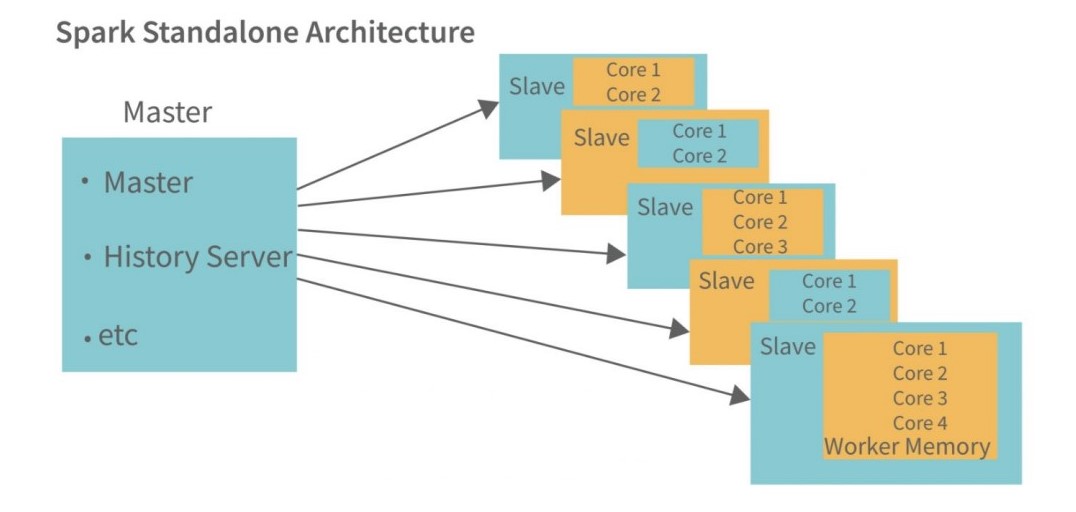 Spark Standalone Architecture
Master
• Master
• History Server
• etc
Slave
Core 1
Core 2
Slave
Core 1
Core 2
Slave
Core 1
Core 2
Core 3
Slave
Core 1
Core 2
Slave
Core 1
Core 2
Core 3
Core 4
Worker Memory